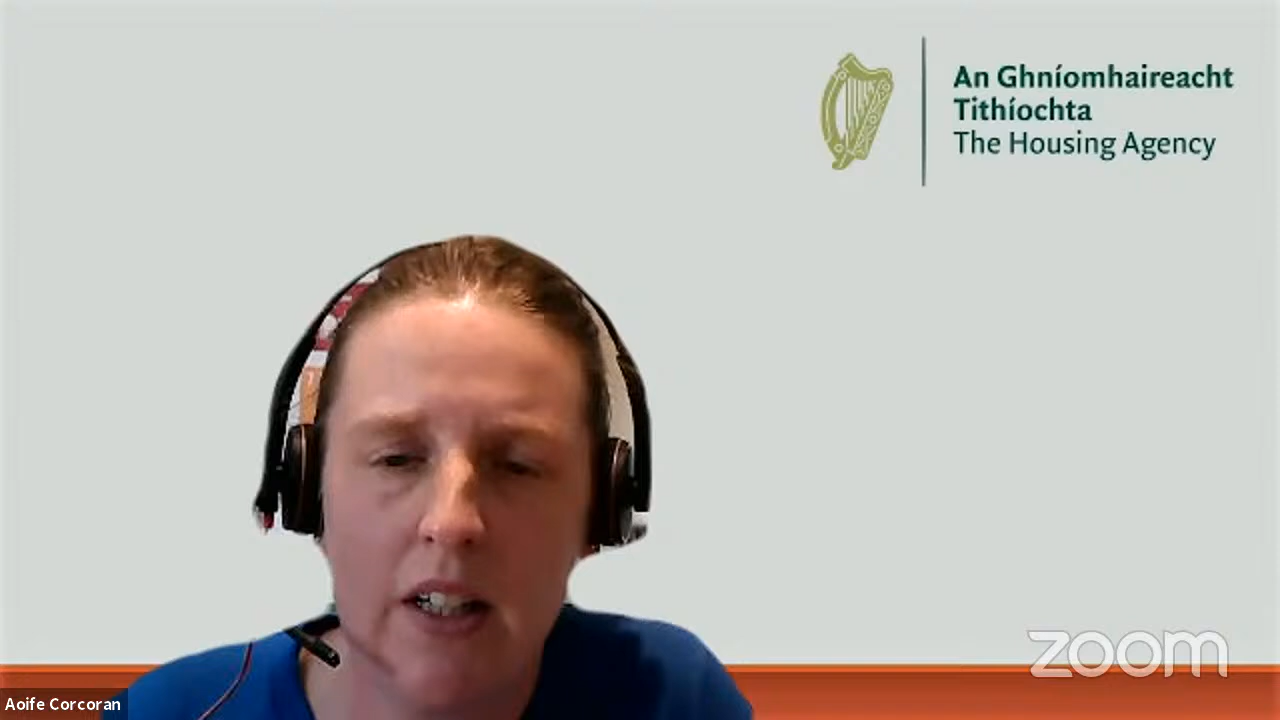 An Ghníomhaireacht
Tithíochta
The Housing Agency
zoom
Aoife Corcoran